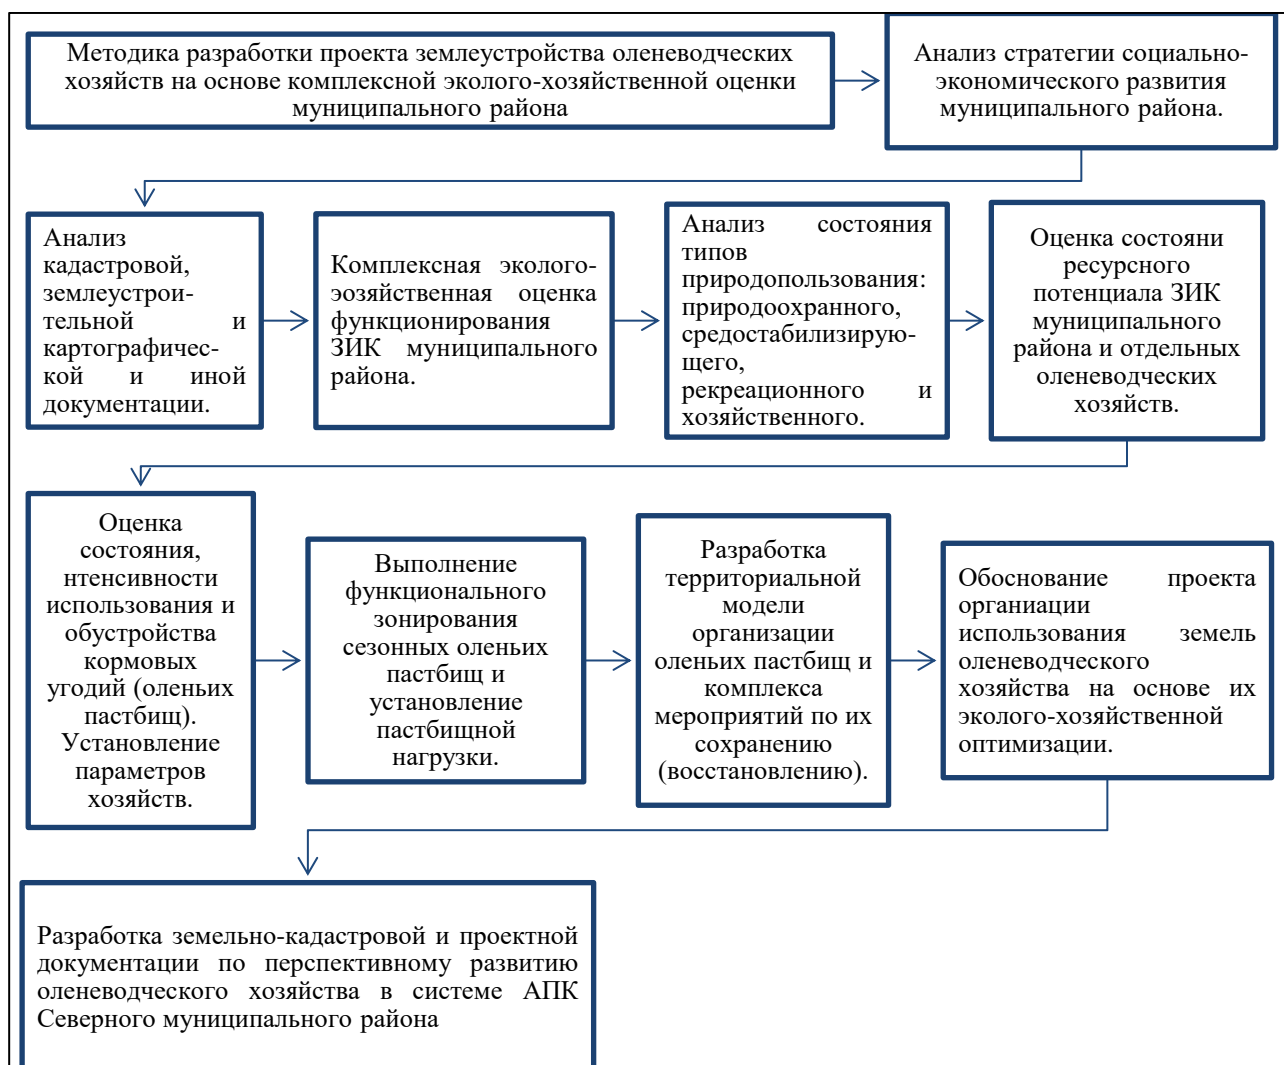 Методика разработки проекта землеустройства оленеводческих
хозяйств на основе комплексной эколого-хозяйственной оценки
муниципального района
Анализ стратегии социально-
экономического развития
муниципального района.
Анализ
кадастровой,
землеустрои-
тельной и
картографичес-
кой и иной
документации.
Комплексная эколого-
эозяйственная оценка
функционирования
ЗИК муниципального
района.
Анализ состояния
типов
природопользования:
природоохранного,
средостабилизирую-
щего,
рекреационного и
хозяйственного.
Оценка состояни
ресурсного
потенциала ЗИК
муниципального
района и отдельных
оленеводческих
хозяйств.
Оценка
состояния,
нтенсивности
использования и
обустройства
кормовых
угодий (оленьих
пастбищ).
Установление
параметров
хозяйств.
Выполнение
функционального
зонирования
сезонных оленьих
пастбищ и
установление
пастбищной
нагрузки.
Разработка
территориальной
модели
организации
оленьих пастбищ и
комплекса
мероприятий по их
сохранению
(восстановлению).
Обоснование проекта
органиации
использования земель
оленеводческого
хозяйства на основе их
эколого-хозяйственной
оптимизации.
Разработка земельно-кадастровой и проектной
документации по перспективному развитию
оленеводческого хозяйства в системе АПК
Северного муниципального района